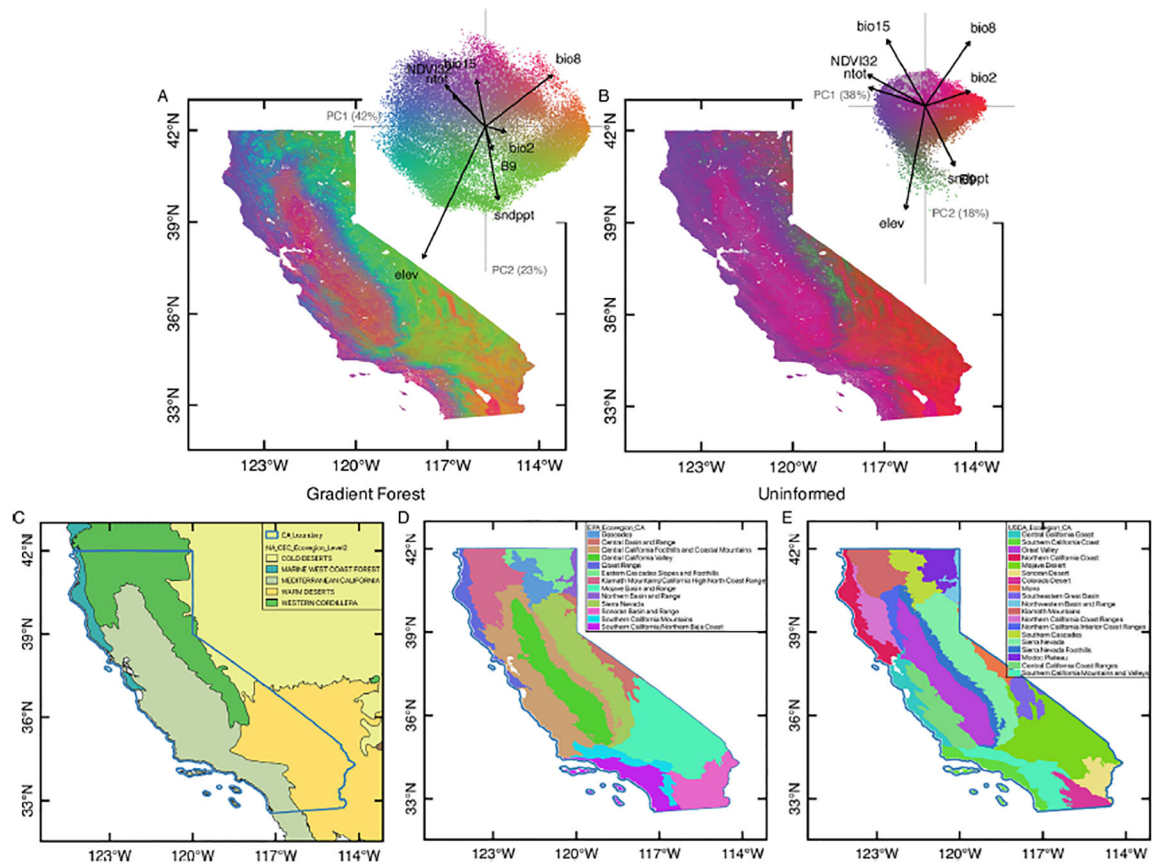 A
bio15
NDVI32
ntot
bio8
PC1 (42%)
bio2
B9
sndppt
elev
PC2 (23%)
42°N
39°N
36°N
33°N
123°W
120°W
117°W
114°W
Gradient Forest
B
bio15
bio8
NDVI32
ntot
bio2
PC1 (38%)
sndppt
elev
PC2 (18%)
42°N
39°N
36°N
33°N
123°W
120°W
117°W
114°W
Uninformed
C
CA_boundary
NA_CEC_Ecoregion_Level2
COLD DESERTS
MARINE WEST COAST FOREST
MEDITERRANEAN CALIFORNIA
WARM DESERTS
WESTERN CORDILLERA
42°N
39°N
36°N
33°N
123°W
120°W
117°W
114°W
D
EPA_Ecoregion_CA
Cascades
Central Basin and Range
Central California Foothills and Coastal Mountains
Central California Valley
Coast Range
Eastern Cascades Slopes and Foothills
Klamath Mountains/California High North Coast Range
Mojave Basin and Range
Northern Basin and Range
Sierra Nevada
Sonoran Basin and Range
Southern California Mountains
Southern California/Northern Baja Coast
42°N
39°N
36°N
33°N
123°W
120°W
117°W
114°W
E
USDA_Ecoregion_CA
Central California Coast
Southern California Coast
Great Valley
Northern California Coast
Mojave Desert
Sonoran Desert
Colorado Desert
Mono
Southeastern Great Basin
Northwestern Basin and Range
Klamath Mountains
Northern California Coast Ranges
Northern California Interior Coast Ranges
Southern Cascades
Sierra Nevada
Sierra Nevada Foothills
Modoc Plateau
Central California Coast Ranges
Southern California Mountains and Valleys
42°N
39°N
36°N
33°N
123°W
120°W
117°W
114°W